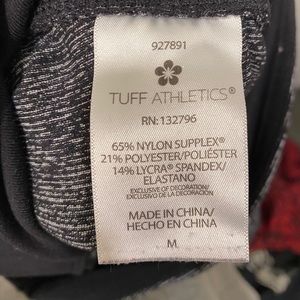 927891
TUFF ATHLETICS®
RN: 132796
65% NYLON SUPPLEX®
21% POLYESTER/POLIÉSTER
14% LYCRA® SPANDEX/
ELASTANO
EXCLUSIVE OF DECORATION/
EXCLUSIVO DE LA DECORACIÓN
MADE IN CHINA/
HECHO EN CHINA
M